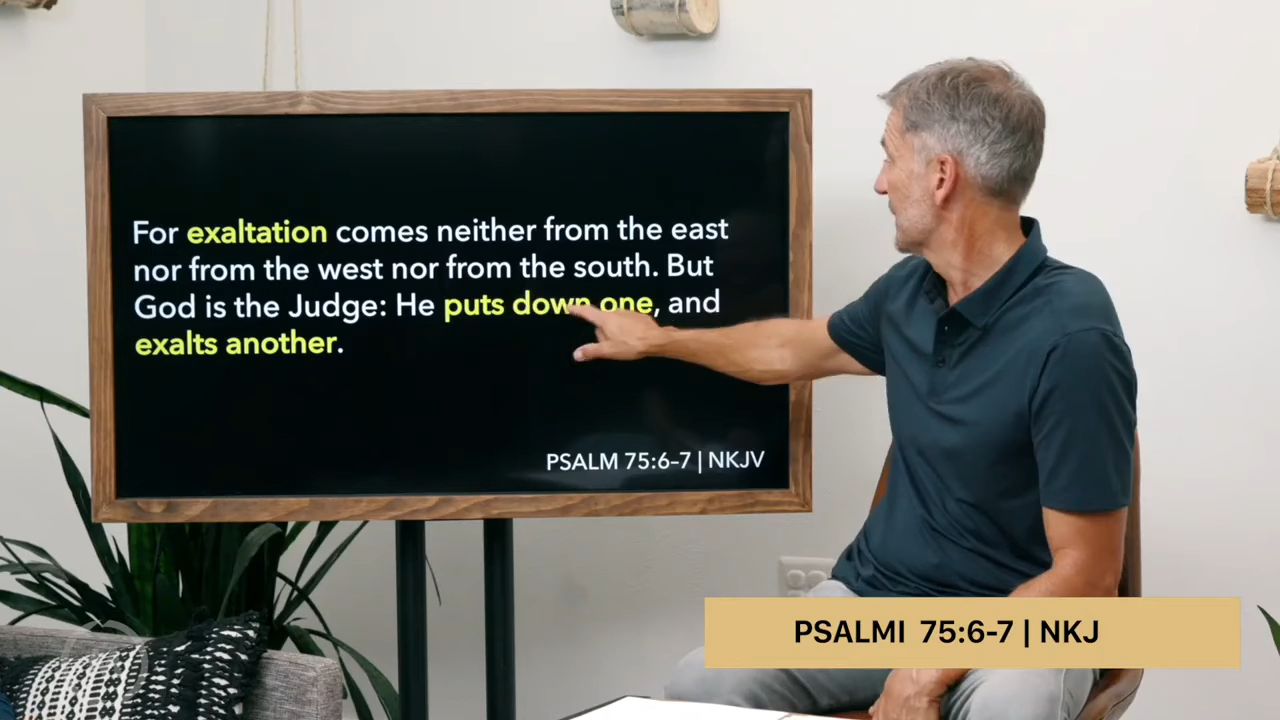 For exaltation comes neither from the east
nor from the west nor from the south. But
God is the Judge: He puts down one, and
exalts another.
PSALM 75:6-7 | NKJV
PSALMI 75:6-7 | NKJ